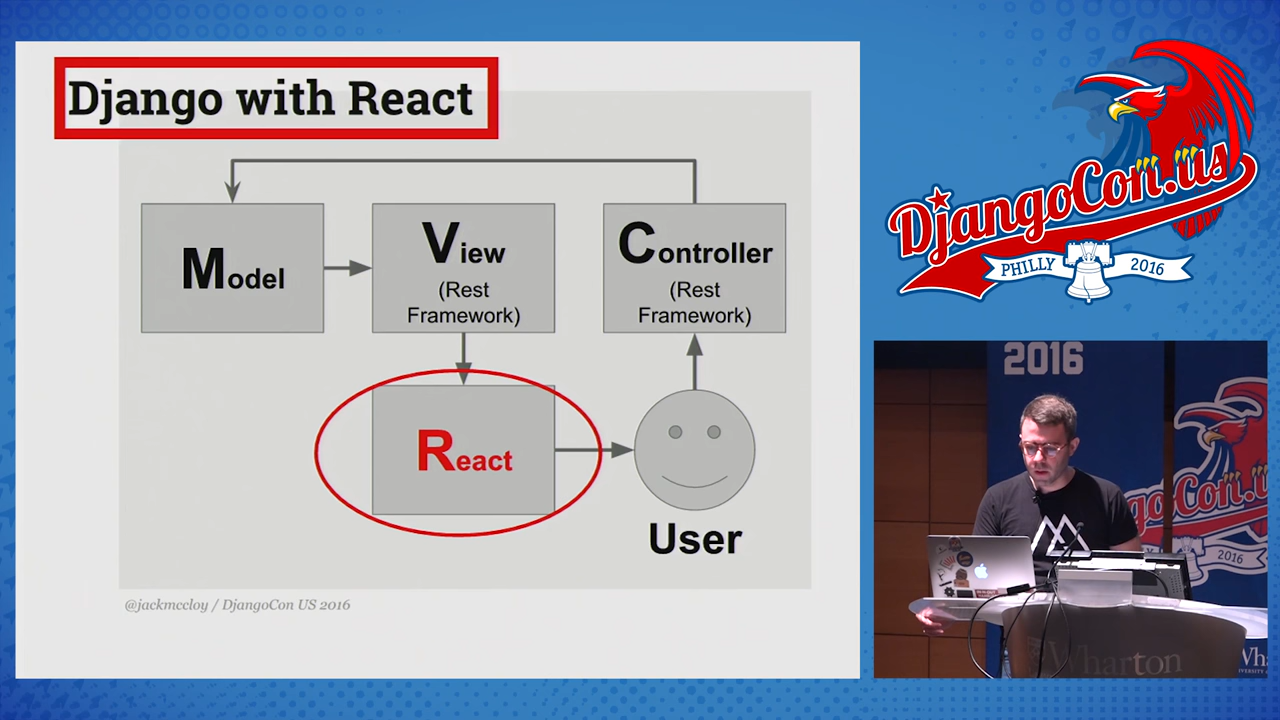 Django with React
Model
View
(Rest
Framework)
Controller
(Rest
Framework)
React
User
@jackmccloy / DjangoCon US 2016
DjangoCon.us
PHILLY 2016
2016
2016
Wharton